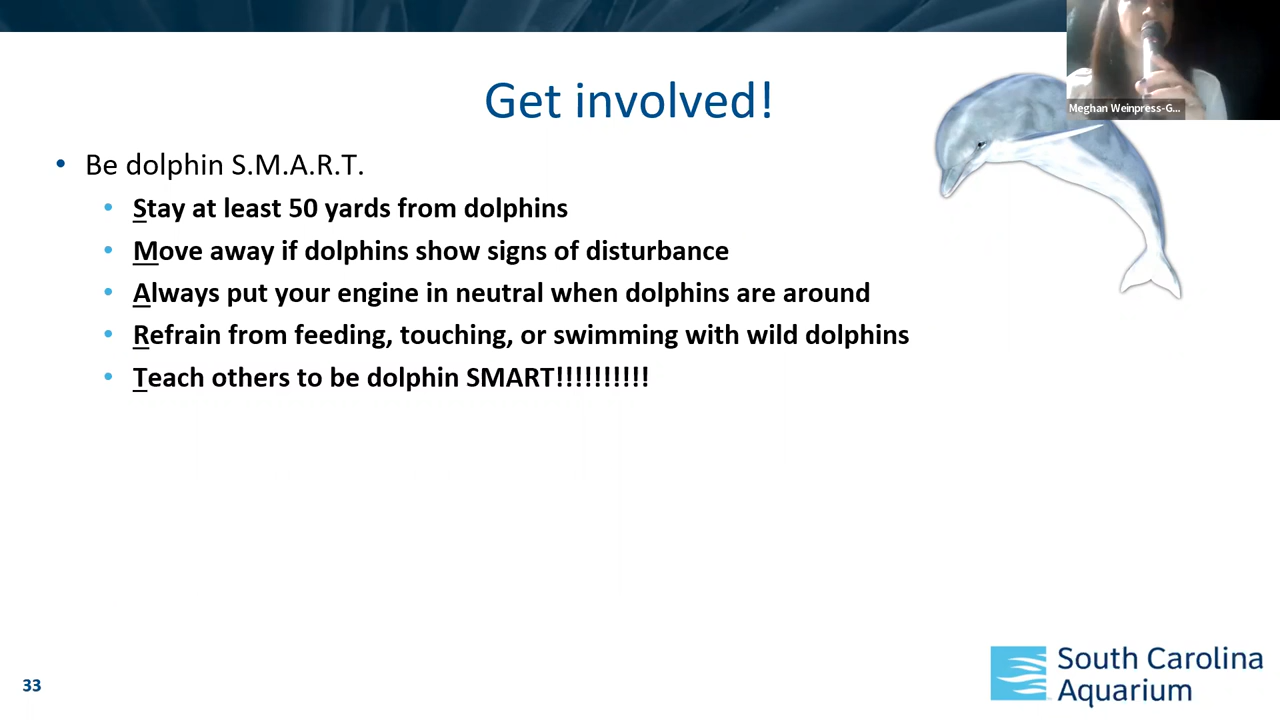 Meghan Weinpress-G...
Get involved!
• Be dolphin S.M.A.R.T.
• Stay at least 50 yards from dolphins
• Move away if dolphins show signs of disturbance
• Always put your engine in neutral when dolphins are around
• Refrain from feeding, touching, or swimming with wild dolphins
• Teach others to be dolphin SMART!!!!!!!!!!
33
South Carolina
Aquarium